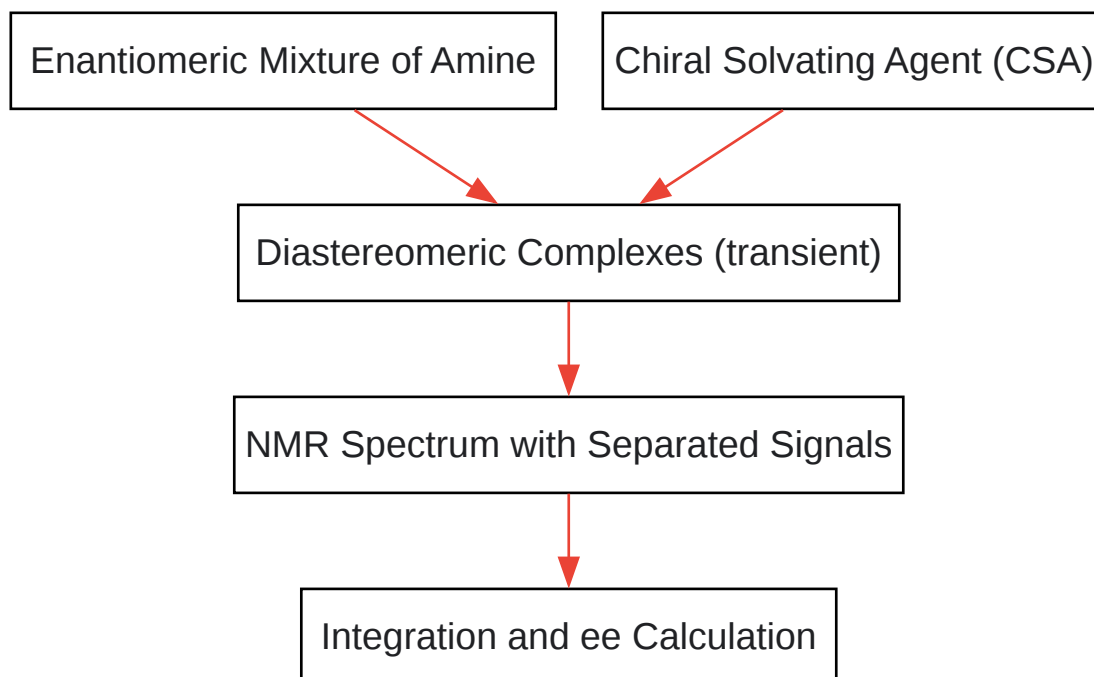 Enantiomeric Mixture of Amine
Chiral Solvating Agent (CSA)
Diastereomeric Complexes (transient)
NMR Spectrum with Separated Signals
Integration and ee Calculation